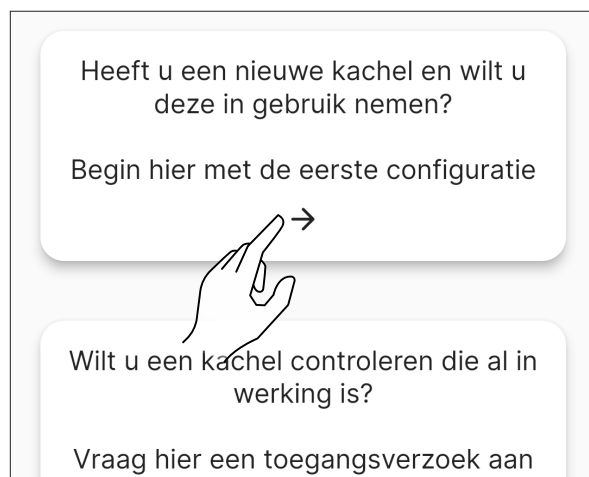 Heeft u een nieuwe kachel en wilt u
deze in gebruik nemen?
Begin hier met de eerste configuratie
Wilt u een kachel controleren die al in
werking is?
Vraag hier een toegangsverzoek aan